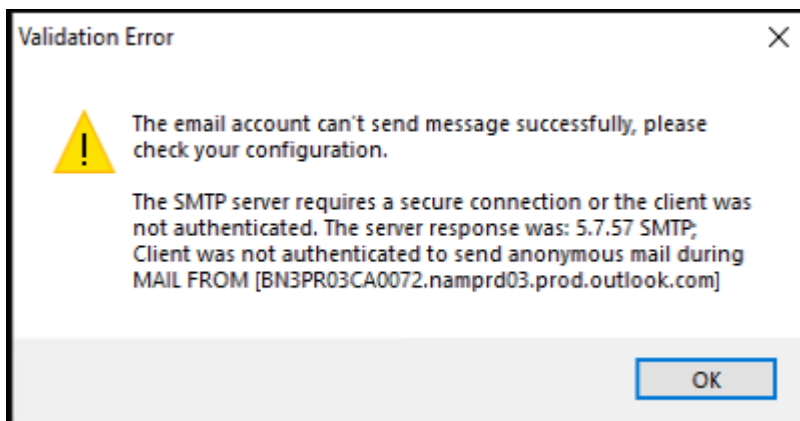 Validation Error
The email account can't send message successfully, please
check your configuration.
The SMTP server requires a secure connection or the client was
not authenticated. The server response was: 5.7.57 SMTP;
Client was not authenticated to send anonymous mail during
MAIL FROM [BN3PR03CA0072.namprd03.prod.outlook.com]
OK